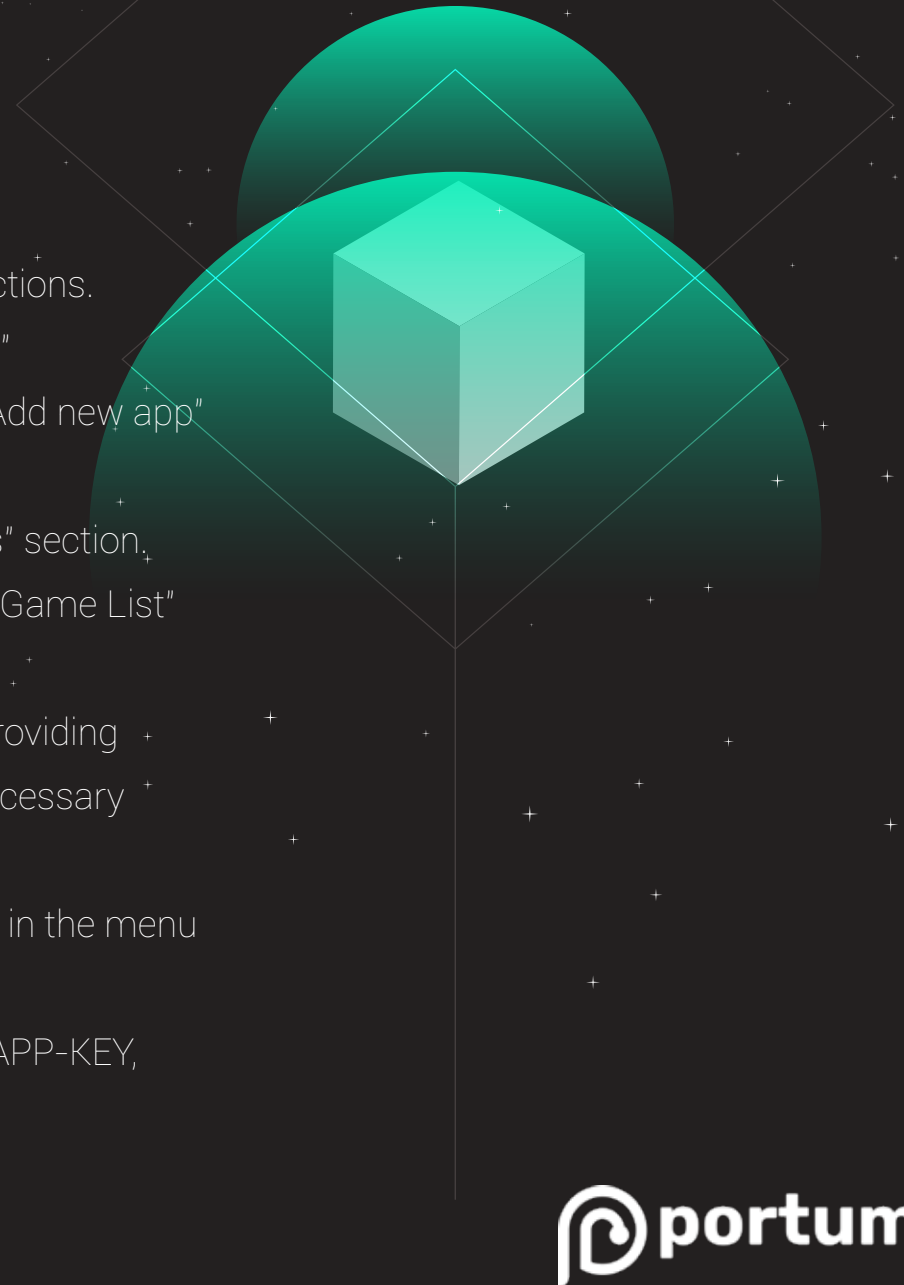 ctions.
"
Add new app"
s" section.
Game List"
roviding
cessary
in the menu
APP-KEY,
portum